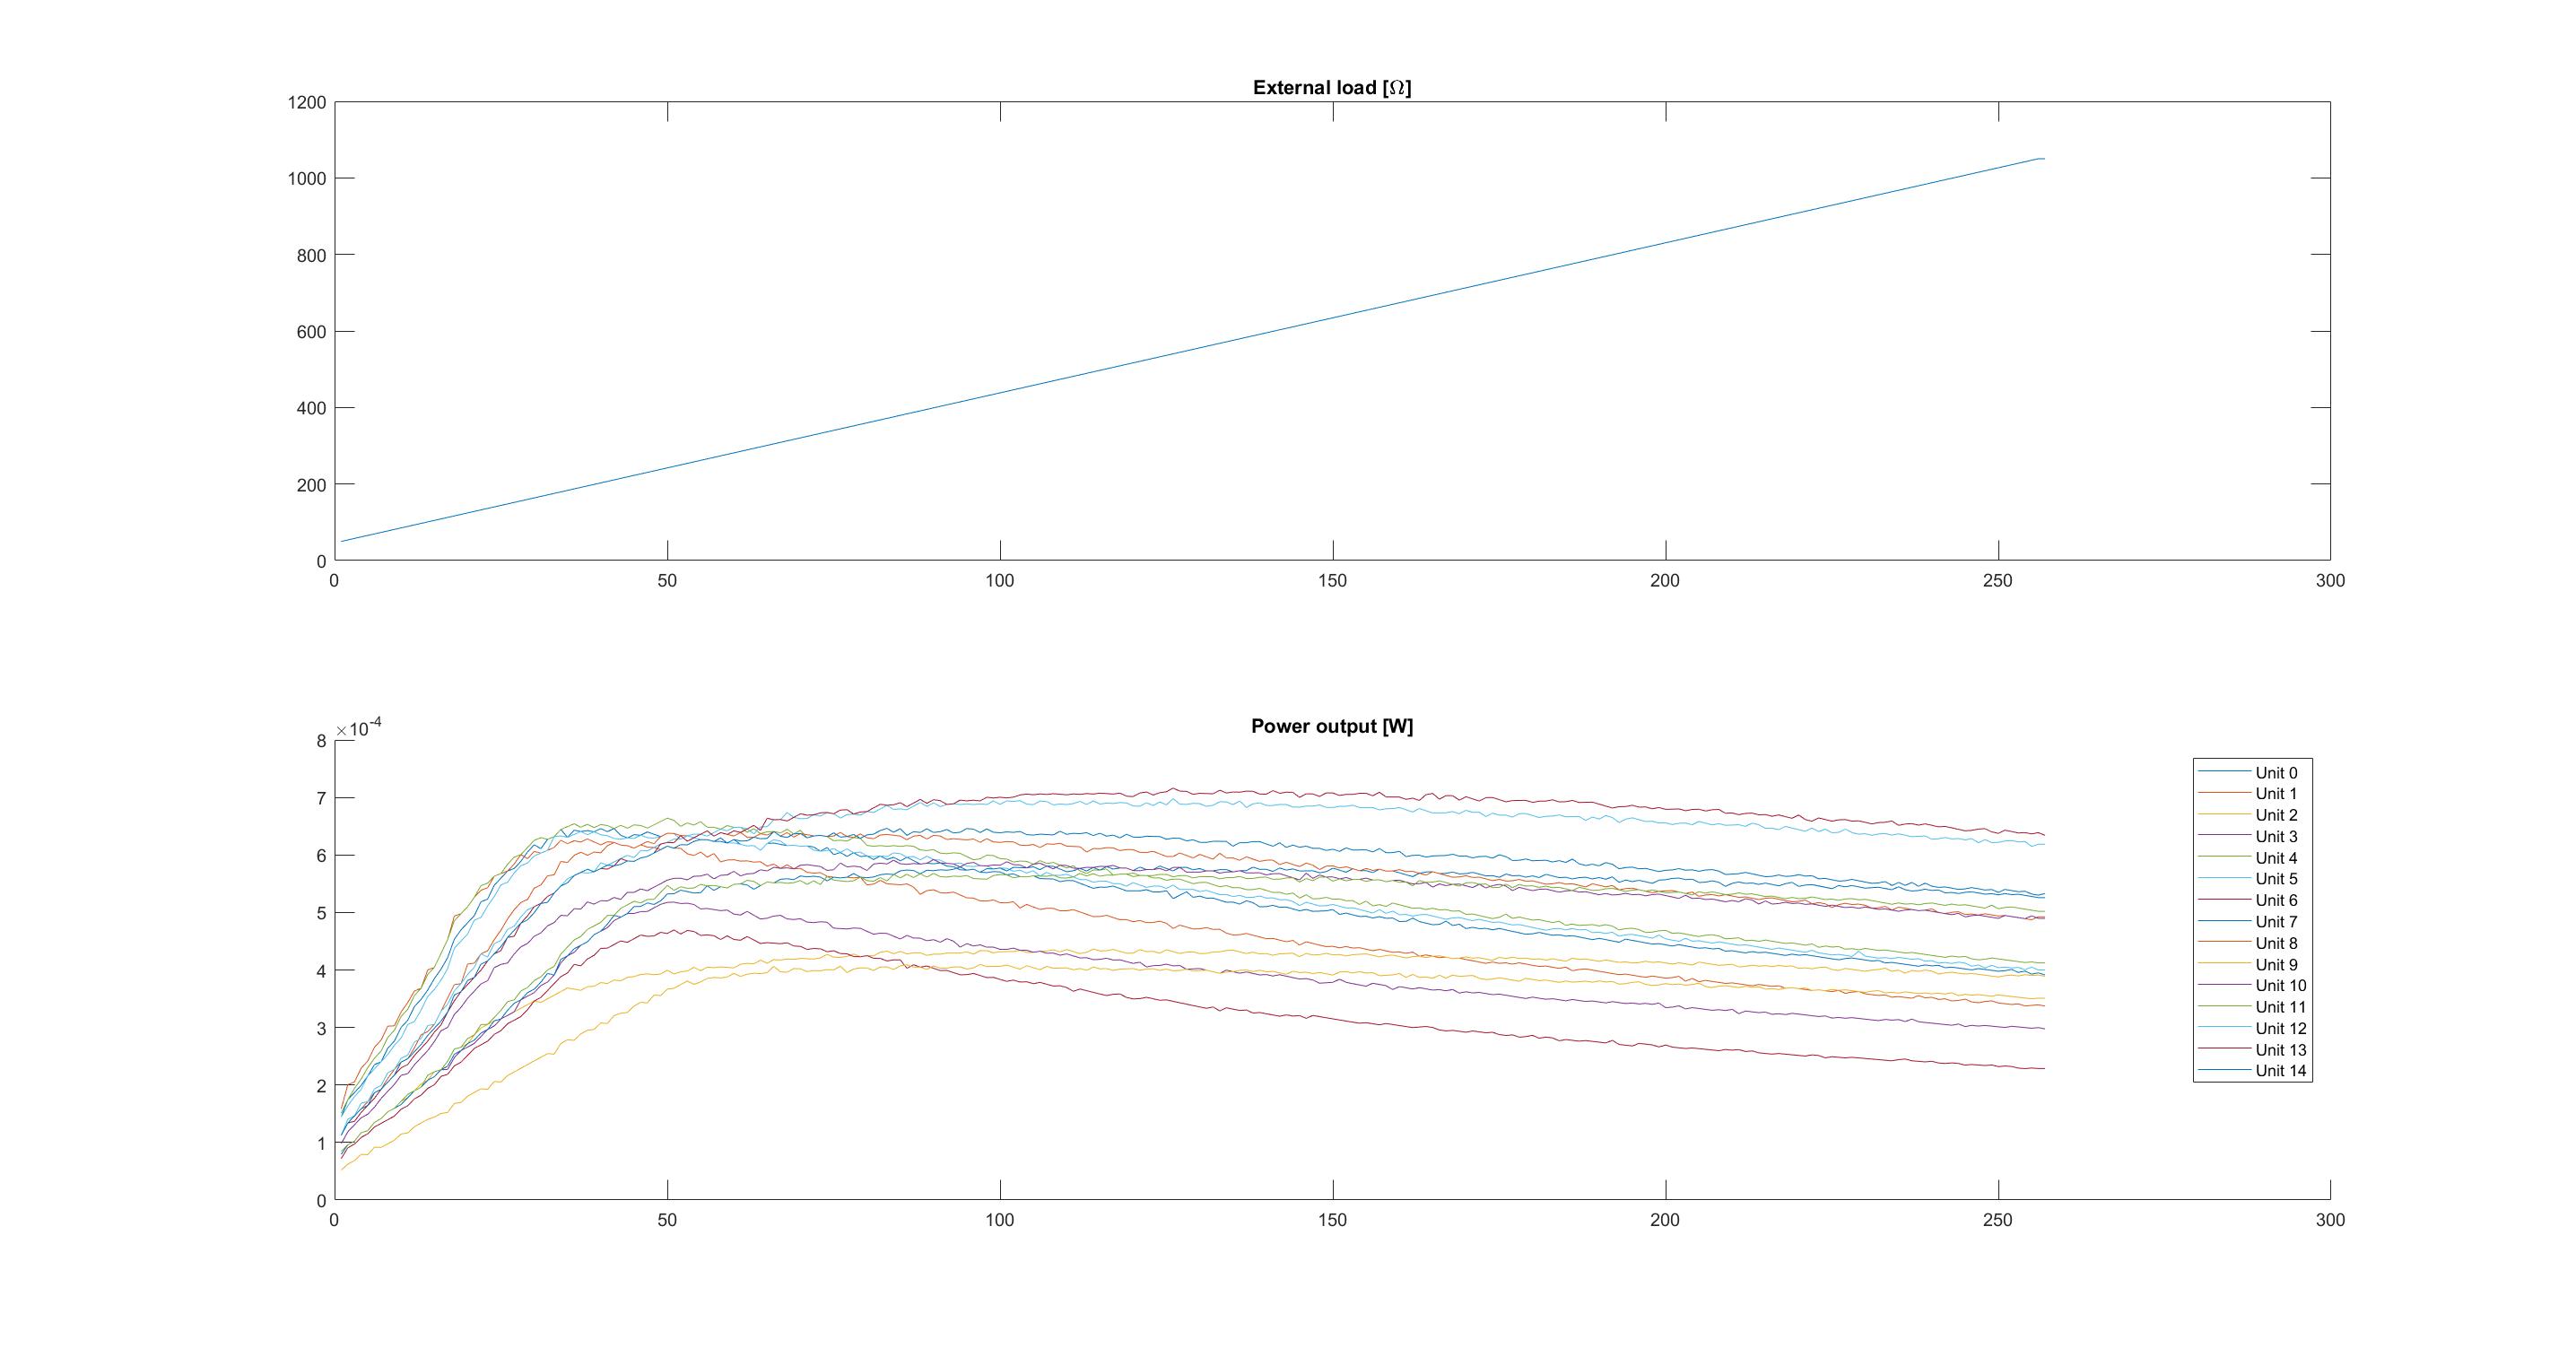 External load [Ω]
1200
1000
800
600
400
200
0
0 50 100 150 200 250 300
Power output [W]
×10-4
8
7
6
5
4
3
2
1
0
0 50 100 150 200 250 300
Unit 0
Unit 1
Unit 2
Unit 3
Unit 4
Unit 5
Unit 6
Unit 7
Unit 8
Unit 9
Unit 10
Unit 11
Unit 12
Unit 13
Unit 14